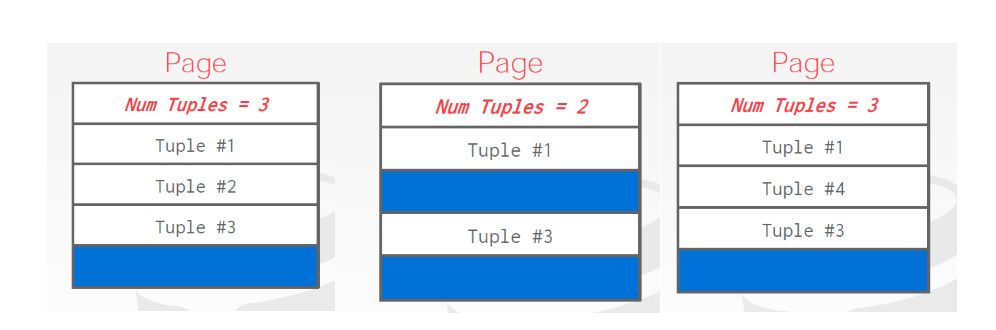 Page
Num Tuples = 3
Tuple #1
Tuple #2
Tuple #3
Page
Num Tuples = 2
Tuple #1
Tuple #3
Page
Num Tuples = 3
Tuple #1
Tuple #4
Tuple #3